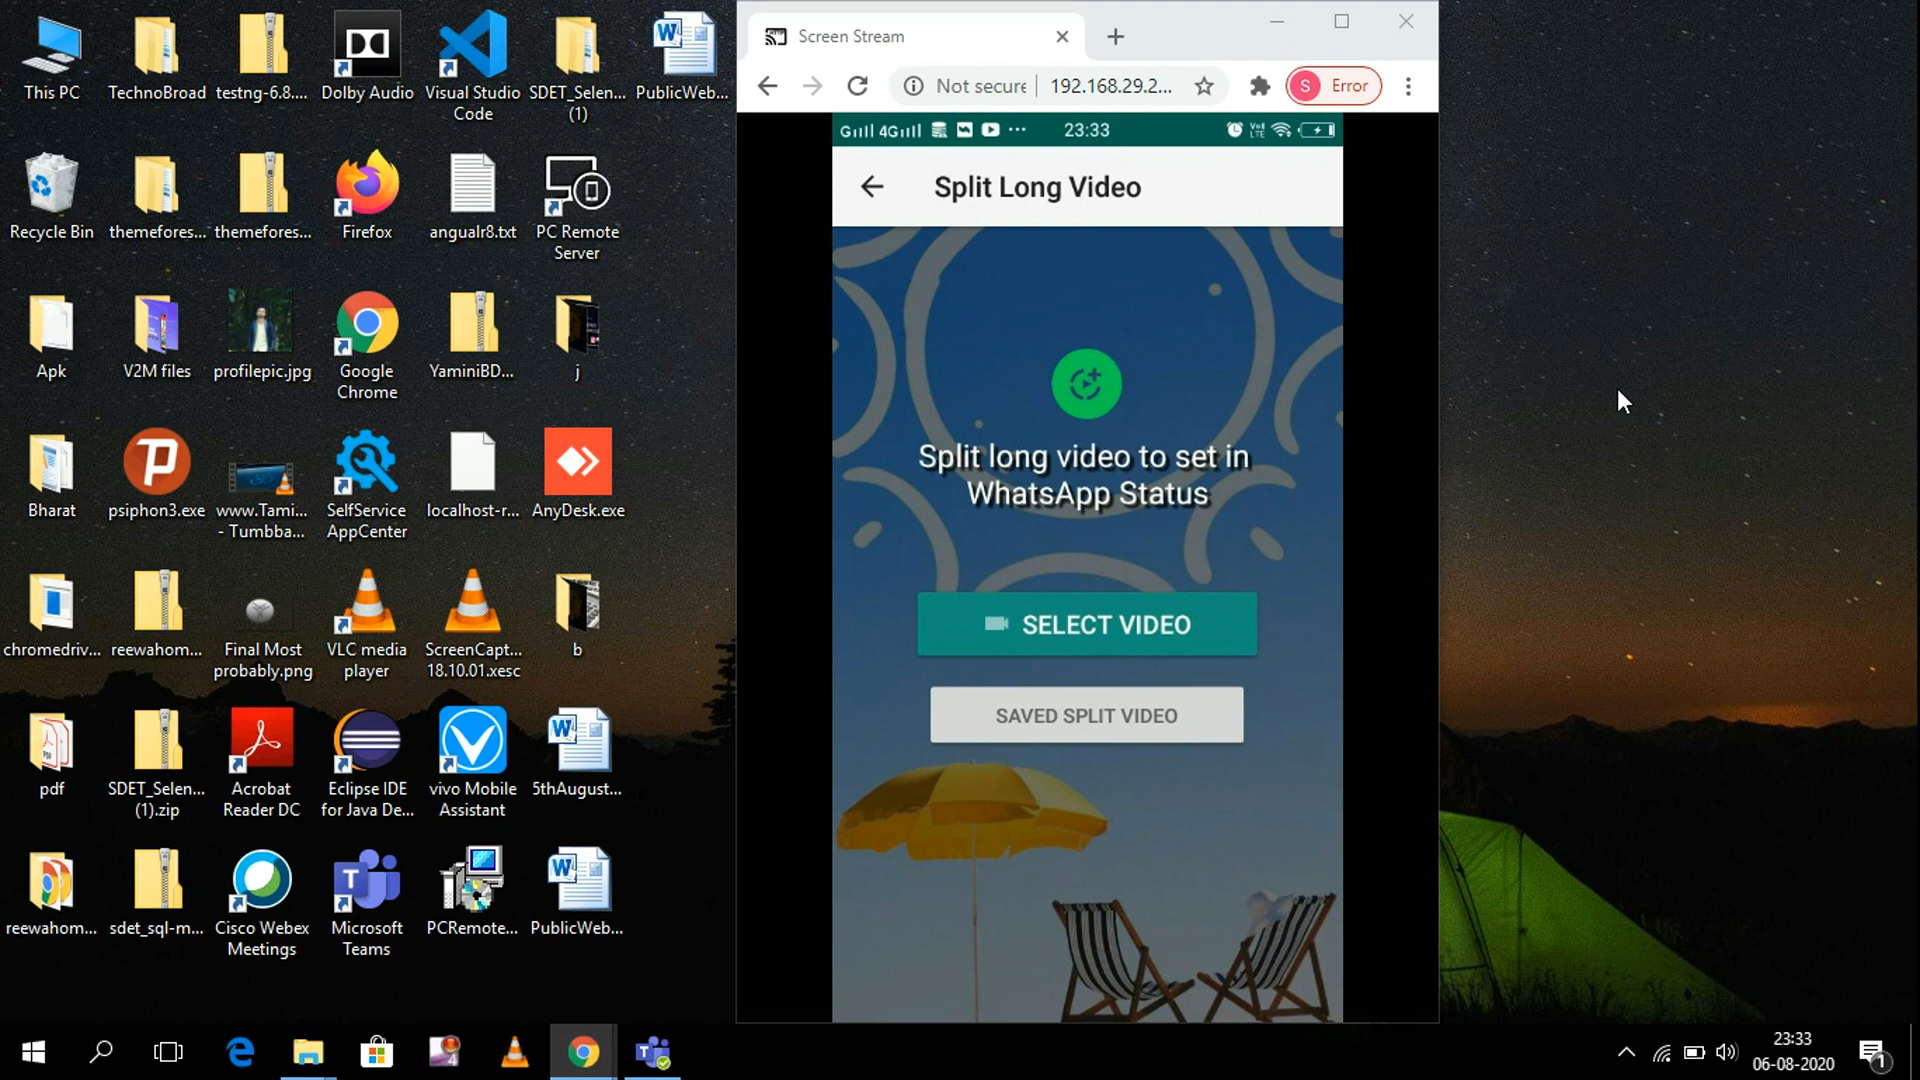 This PC
TechnoBroad
testng-6.8....
Dolby Audio
Visual Studio
Code
SDET_Selen...
(1)
PublicWeb...
Recycle Bin
themefores...
themefores...
Firefox
angualr8.txt
PC Remote
Server
Apk
V2M files
profilepic.jpg
Google
Chrome
YaminiBD...
j
Bharat
psiphon3.exe
www.Tami...
- Tumbba...
SelfService
AppCenter
localhost-r...
AnyDesk.exe
chromedriv...
reewahom...
Final Most
probably.png
VLC media
player
ScreenCapt...
18.10.01.xesc
b
pdf
SDET_Selen...
(1).zip
Acrobat
Reader DC
Eclipse IDE
for Java De...
vivo Mobile
Assistant
5thAugust...
reewahom...
sdet_sql-m...
Cisco Webex
Meetings
Microsoft
Teams
PCRemote...
PublicWeb...
Screen Stream
Not secure
192.168.29.2...
S
Error
G 4G
23:33
Split Long Video
Split long video to set in
WhatsApp Status
SELECT VIDEO
SAVED SPLIT VIDEO
23:33
06-08-2020
1